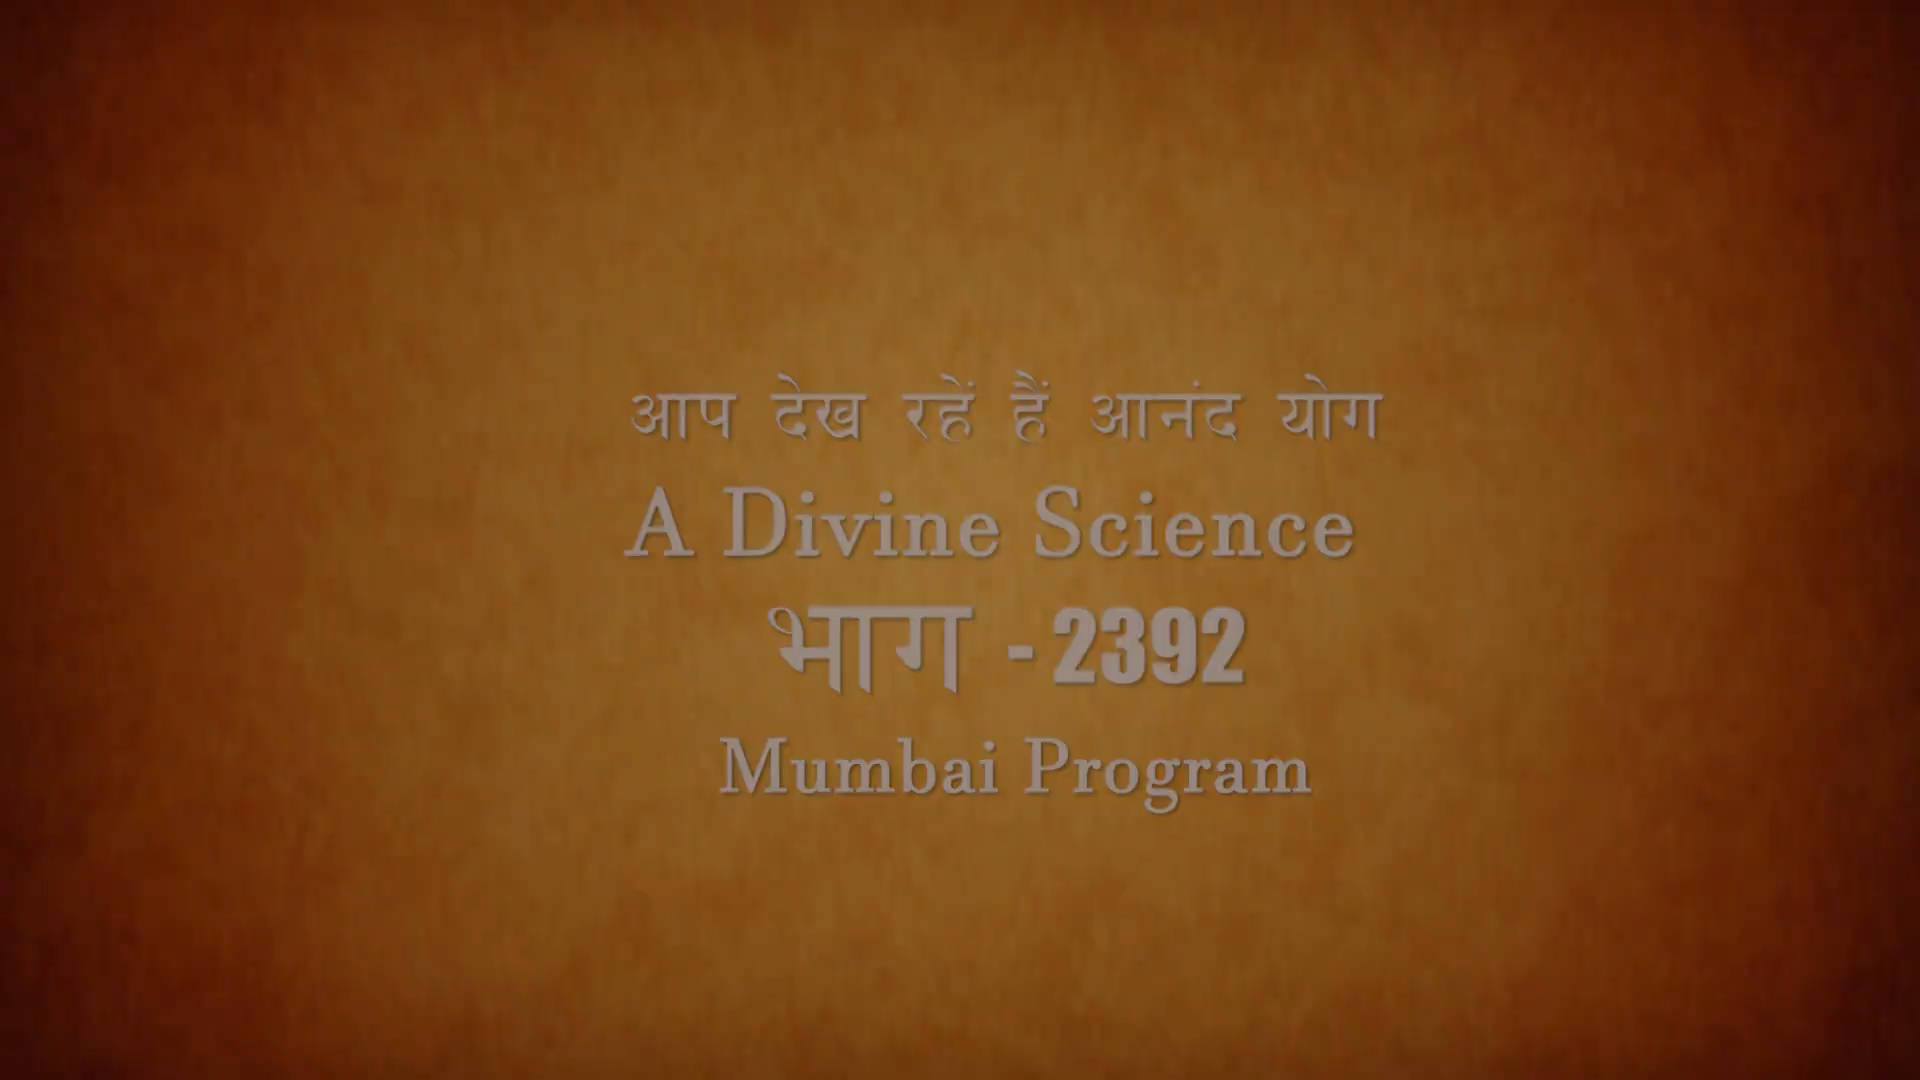 आप देख रहें हैं आनंद योग
A Divine Science
भाग - 2392
Mumbai Program